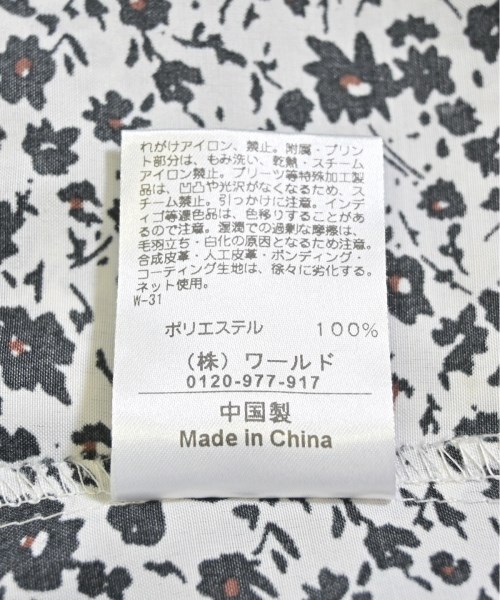 れがけアイロン、禁止。附属・プリン
ト部分は、もみ洗い、乾熱・スチーム
アイロン禁止。プリーツ等特殊加工製
品は、凹凸や光沢がなくなるため、ス
チーム禁止。引っかけに注意。インデ
ィゴ等濃色品は、色移りすることがあ
るので注意。湿潤での過剰な摩擦は、
毛羽立ち・白化の原因となるため注意。
合成皮革・人工皮革・ボンディング・
コーティング生地は、徐々に劣化する。
ネット使用。
W-31
ポリエステル 100%
（株）ワールド
0120-977-917
中国製
Made in China